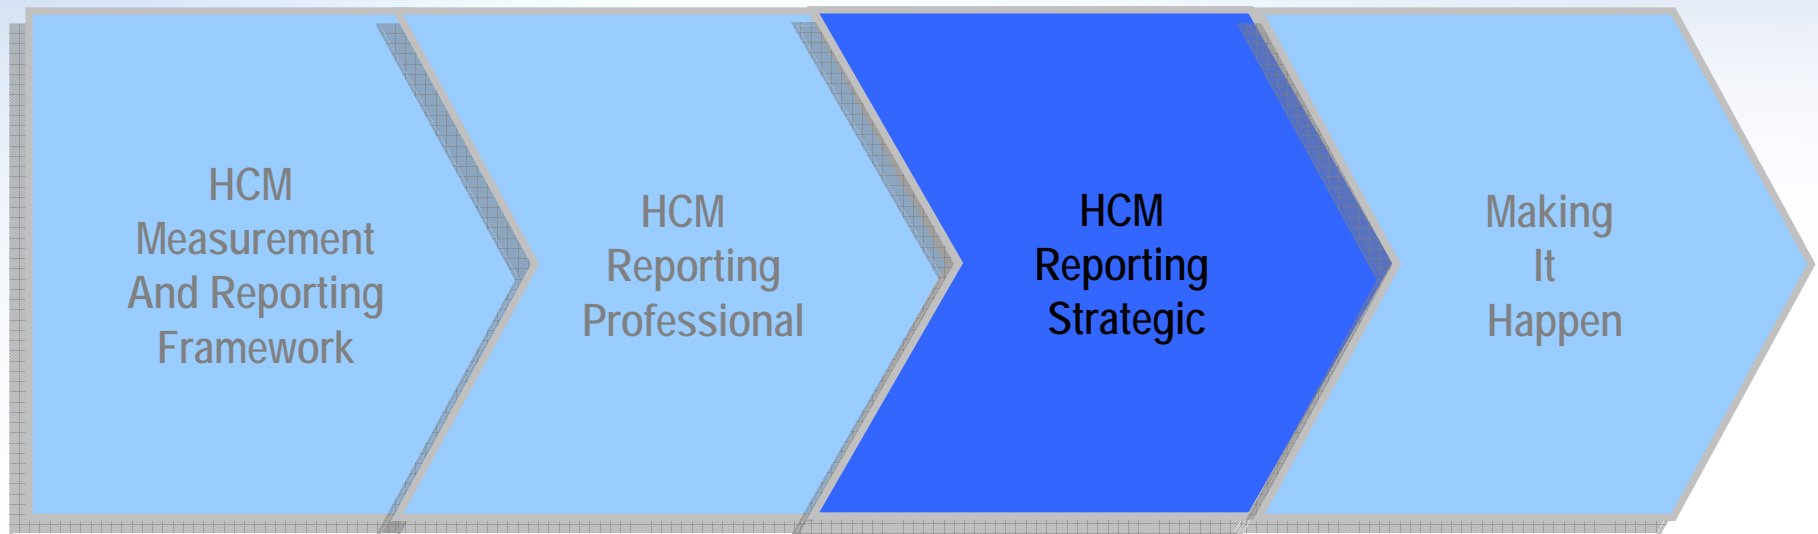 HCM
Measurement
And Reporting
Framework
HCM
Reporting
Professional
HCM
Reporting
Strategic
Making
It
Happen